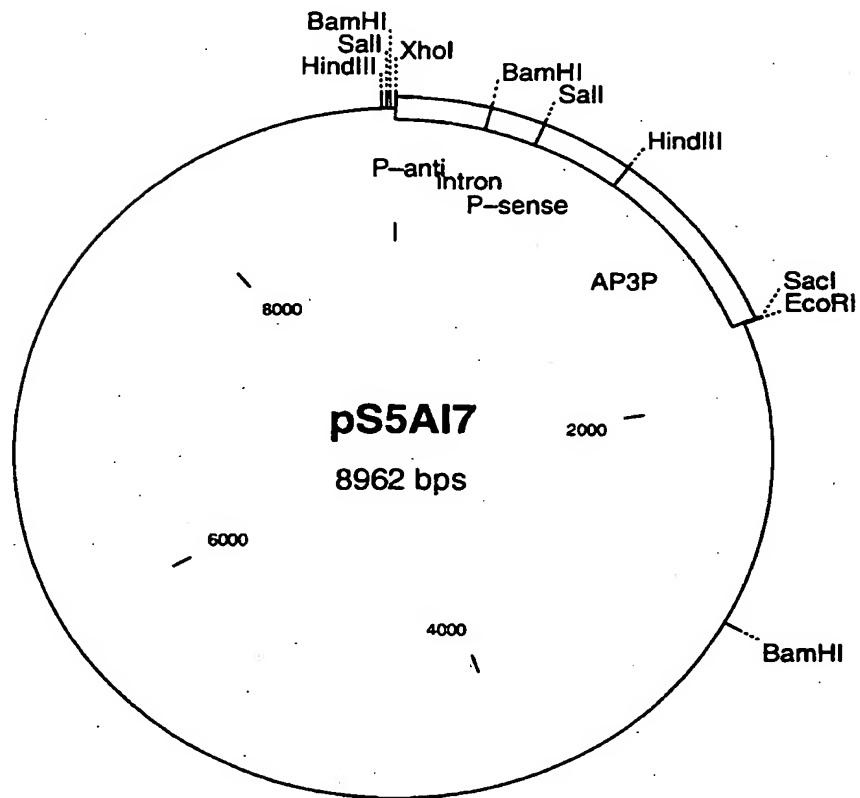 BamHI
SalI
HindIII
XhoI
BamHI
SalI
HindIII
P-anti
Intron
P-sense
AP3P
SacI
EcoRI
8000
pS5AI7
8962 bps
2000
6000
4000
BamHI